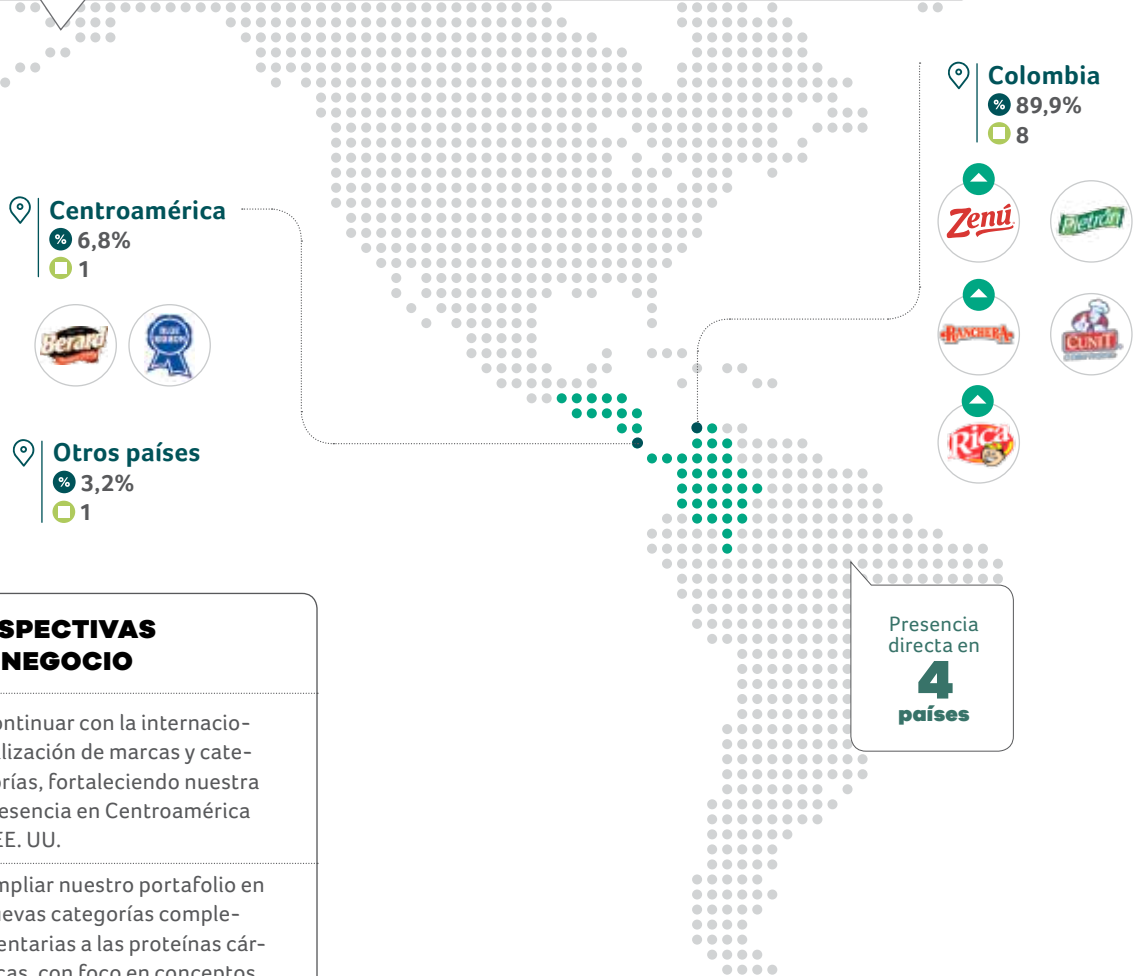 Colombia
% 89,9%
8
Zenú
Pietrán
RANCHERA
CUNIT
Rica
Centroamérica
% 6,8%
1
Berard
BLUE RIBBON
Otros países
% 3,2%
1
SPECTIVAS
NEGOCIO
ontinuar con la internacio-
lización de marcas y cate-
orías, fortaleciendo nuestra
esencia en Centroamérica
EE. UU.
mpliar nuestro portafolio en
uevas categorías comple-
entarias a las proteínas cár-
cas, con foco en conceptos
Presencia
directa en
4
países